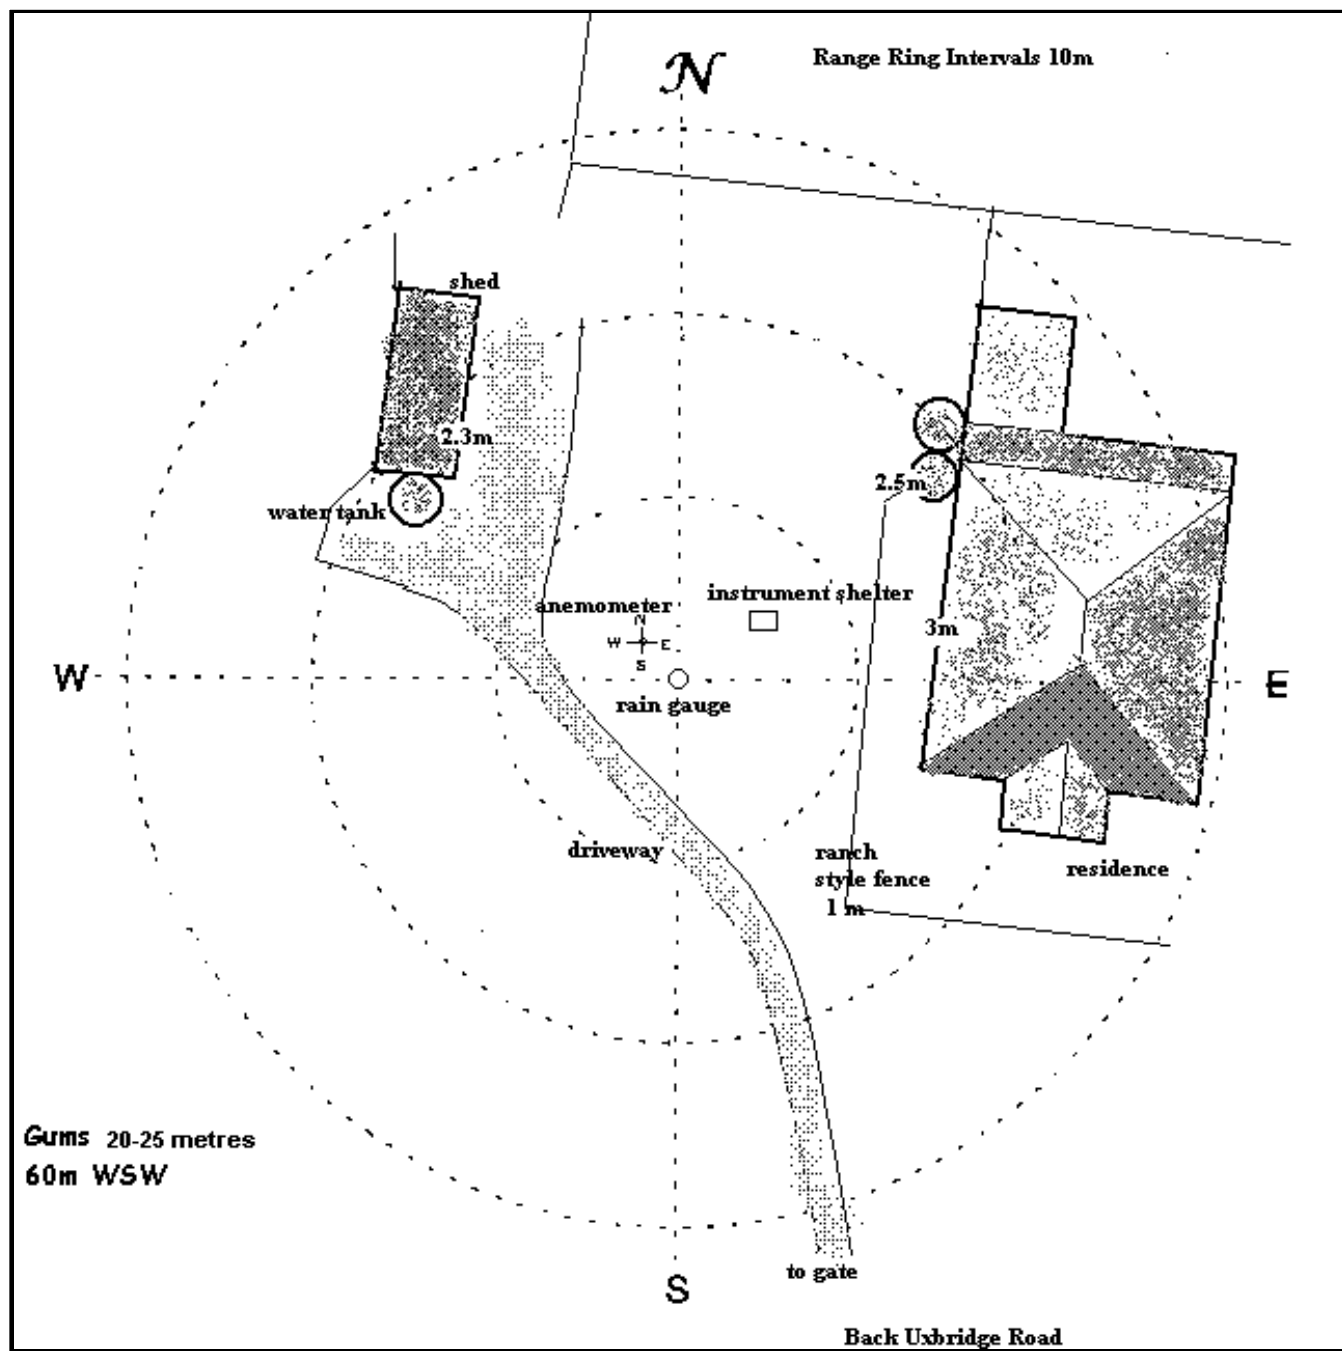 Range Ring Intervals 10m
N
shed
2.3m
2.5m
water tank
instrument shelter
anemometer
N
W E
S
3m
W
E
rain gauge
driveway
ranch
style fence
1 m
residence
Gums 20-25 metres
60m WSW
to gate
S
Back Uxbridge Road